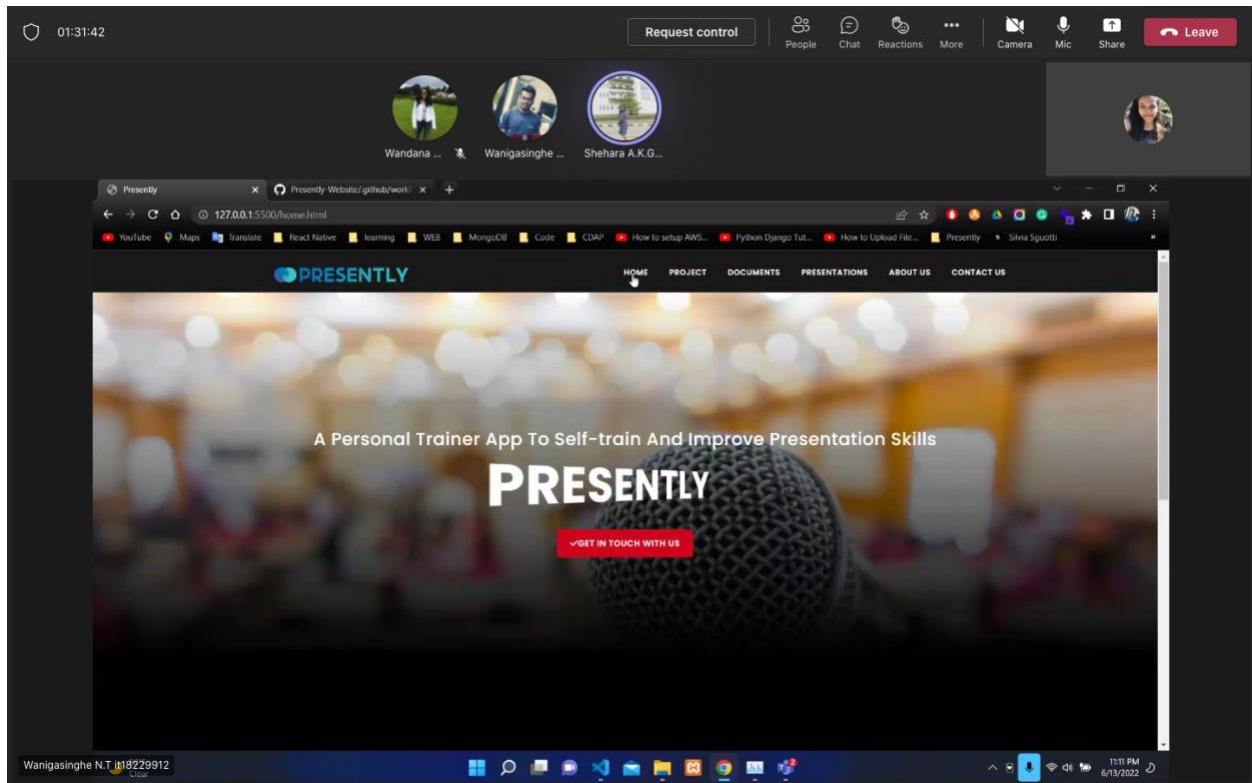 01:31:42
Request control
People
Chat
Reactions
More
Camera
Mic
Share
Leave
Wandana ...
Wanigasinghe ...
Shehara A.K.G...
Presently
Presently-Website/.github/work
127.0.0.1:5500/home.html
YouTube
Maps
Translate
React Native
learning
WEB
MongoDB
Code
CDAP
How to setup AWS...
Python Django Tut...
How to Upload File...
Presently
Silvia Sguotti
PRESENTLY
HOME
PROJECT
DOCUMENTS
PRESENTATIONS
ABOUT US
CONTACT US
A Personal Trainer App To Self-train And Improve Presentation Skills
PRESENTLY
GET IN TOUCH WITH US
Wanigasinghe N.T it18229912
Clear
11:11 PM
6/13/2022